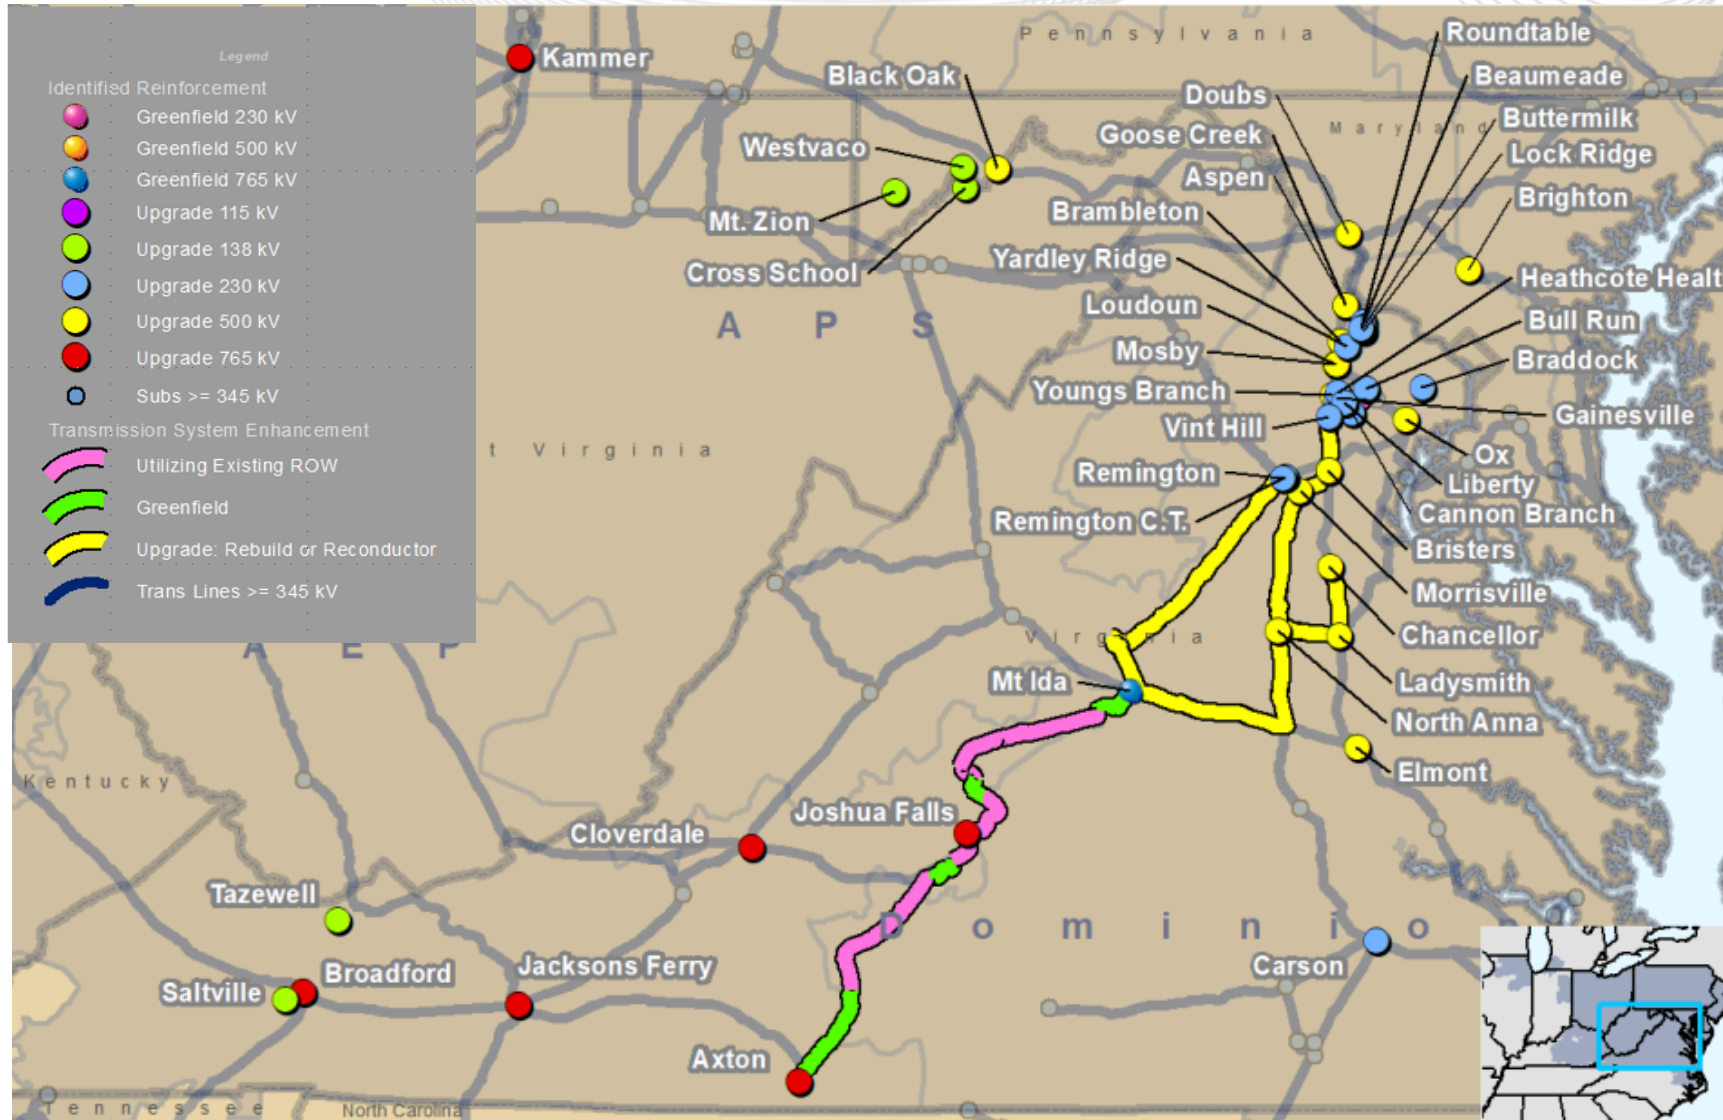 Legend
Identified Reinforcement
Greenfield 230 kV
Greenfield 500 kV
Greenfield 765 kV
Upgrade 115 kV
Upgrade 138 kV
Upgrade 230 kV
Upgrade 500 kV
Upgrade 765 kV
Subs >= 345 kV
Transmission System Enhancement
Utilizing Existing ROW
Greenfield
Upgrade: Rebuild or Reconductor
Trans Lines >= 345 kV
Pennsylvania
Roundtable
Kammer
Black Oak
Beaumeade
Doubs
Buttermilk
Maryland
Goose Creek
Westvaco
Lock Ridge
Aspen
Brighton
Brambleton
Mt. Zion
Yardley Ridge
Cross School
Heathcote Healt
Loudoun
A P S
Bull Run
Mosby
Braddock
Youngs Branch
Gainesville
Vint Hill
t Virginia
Ox
Remington
Liberty
Cannon Branch
Remington C.T.
Bristers
Morrisville
Virginia
Chancellor
A E P
Mt Ida
Ladysmith
North Anna
Elmont
Kentucky
Joshua Falls
Cloverdale
Tazewell
Dominion
Jacksons Ferry
Carson
Broadford
Saltville
Axton
Tennessee
North Carolina